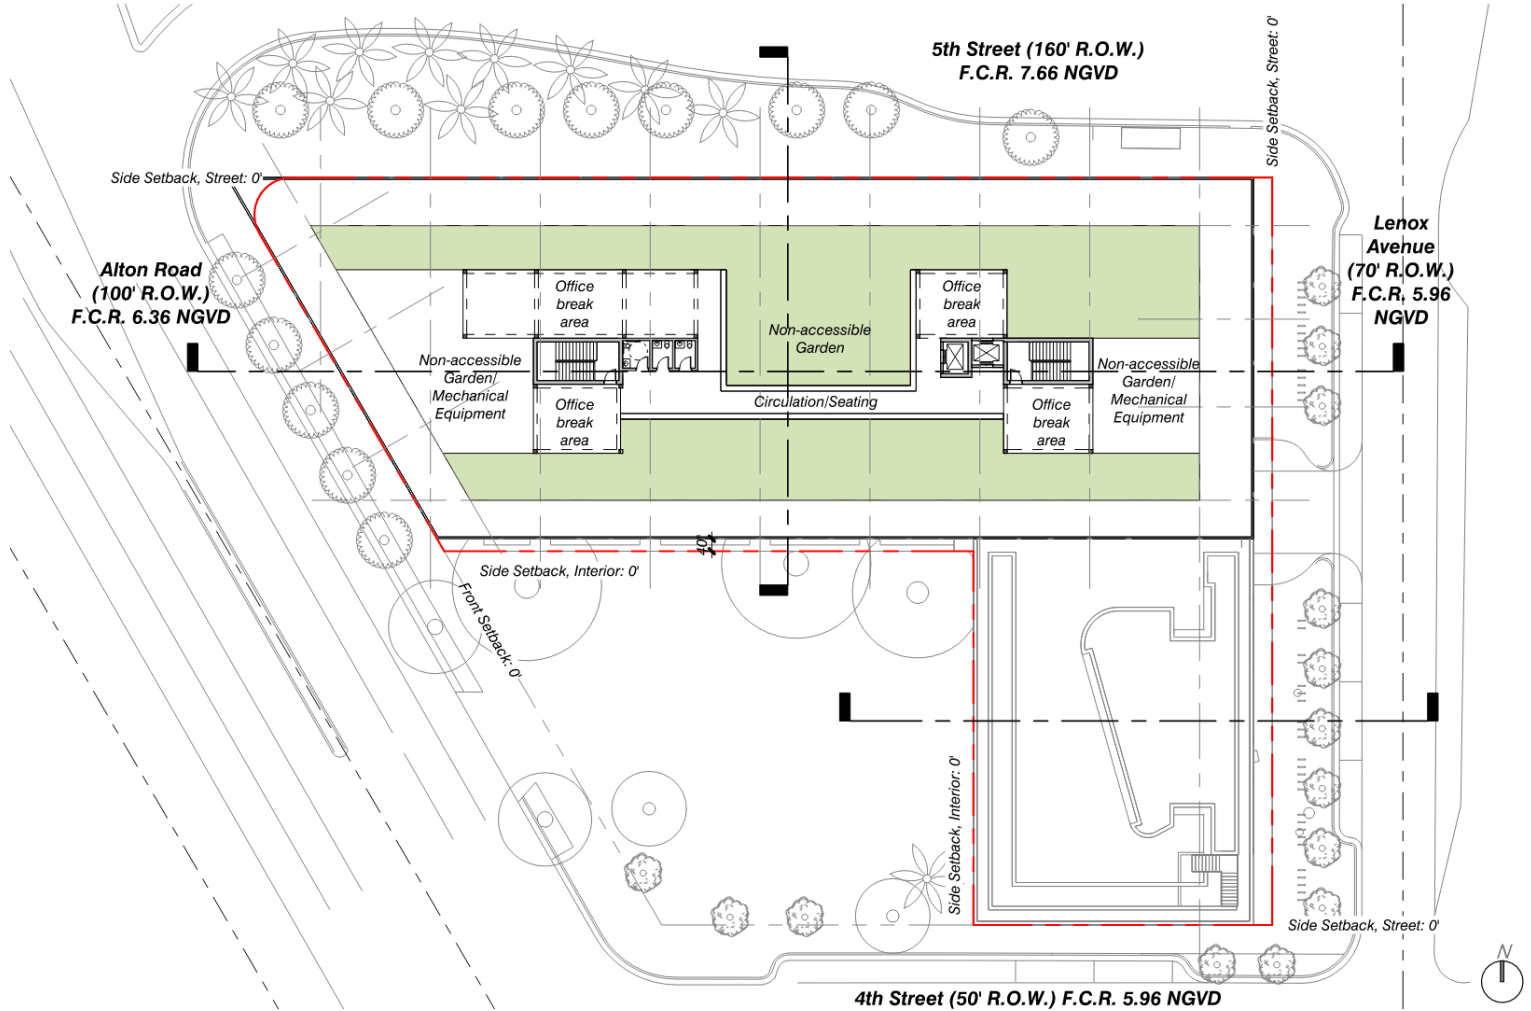 5th Street (160' R.O.W.)
F.C.R. 7.66 NGVD
Side Setback, Street: 0'
Side Setback, Street: 0'
Lenox
Avenue
(70' R.O.W.)
F.C.R. 5.96
NGVD
Alton Road
(100' R.O.W.)
F.C.R. 6.36 NGVD
Office
break
area
Office
break
area
Non-accessible
Garden
Non-accessible
Garden/
Mechanical
Equipment
Non-accessible
Garden/
Mechanical
Equipment
Circulation/Seating
Office
break
area
Office
break
area
40'
Side Setback, Interior: 0'
Front Setback: 0'
Side Setback, Interior: 0'
Side Setback, Street: 0'
N
4th Street (50' R.O.W.) F.C.R. 5.96 NGVD